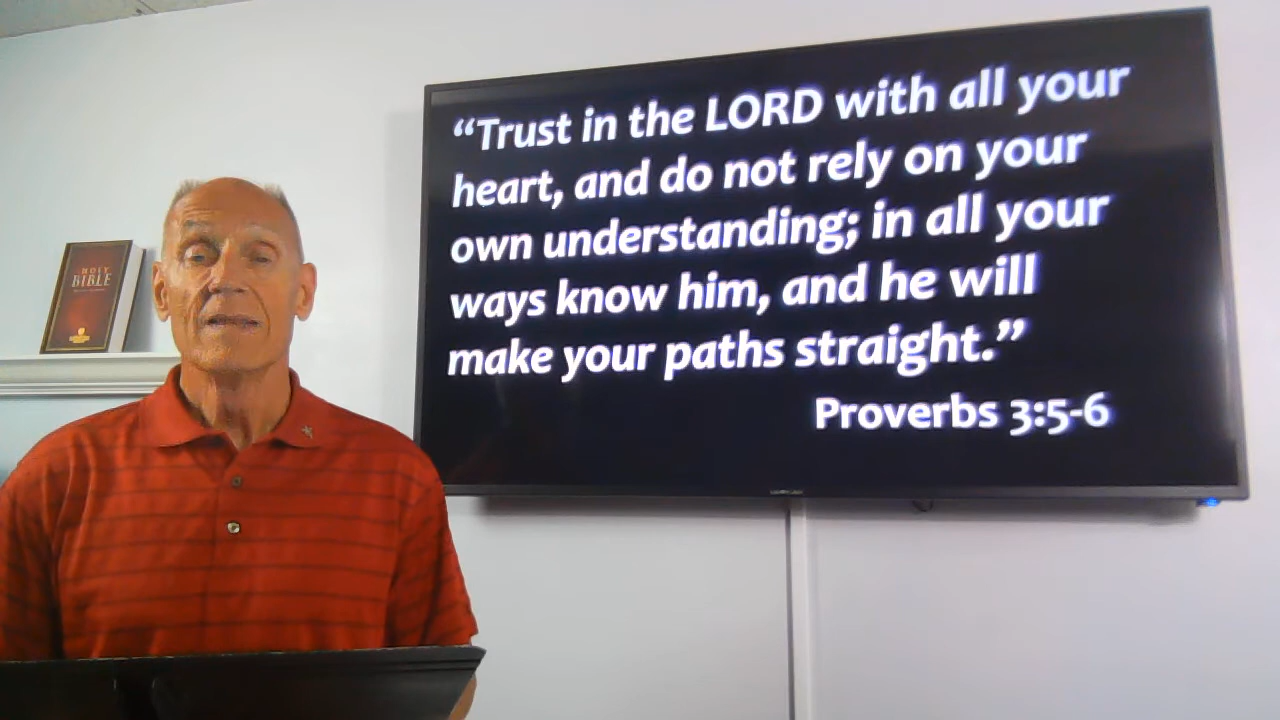 HOLY
BIBLE
“Trust in the LORD with all your
heart, and do not rely on your
own understanding; in all your
ways know him, and he will
make your paths straight.”
Proverbs 3:5-6